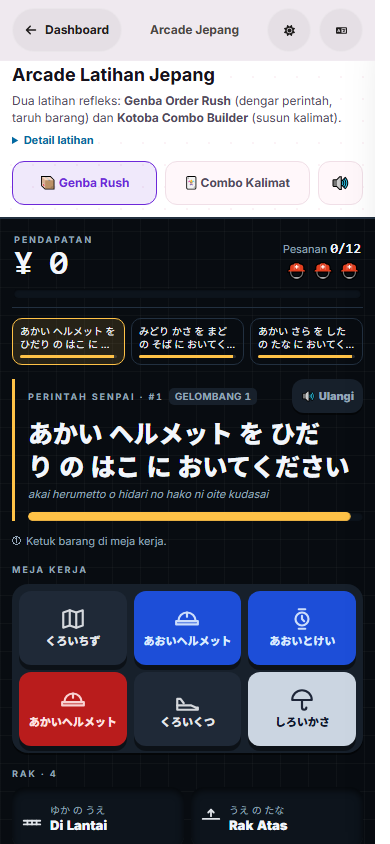 Dashboard
Arcade Jepang
Arcade Latihan Jepang
Dua latihan refleks: Genba Order Rush (dengar perintah,
taruh barang) dan Kotoba Combo Builder (susun kalimat).
Detail latihan
Genba Rush
Combo Kalimat
PENDAPATAN
¥ 0
Pesanan 0/12
あかい ヘルメット を
ひだり の はこ に ...
みどり かさ を まど
の そば に おいてく...
あかい さら を した
の たな に おいてく...
PERINTAH SENPAI · #1 GELOMBANG 1
Ulangi
あかい ヘルメット を ひだ
り の はこ に おいてください
akai herumetto o hidari no hako ni oite kudasai
① Ketuk barang di meja kerja.
MEJA KERJA
くろいちず
あおいヘルメット
あおいとけい
あかいヘルメット
くろいくつ
しろいかさ
RAK · 4
ゆか の うえ
Di Lantai
うえ の たな
Rak Atas